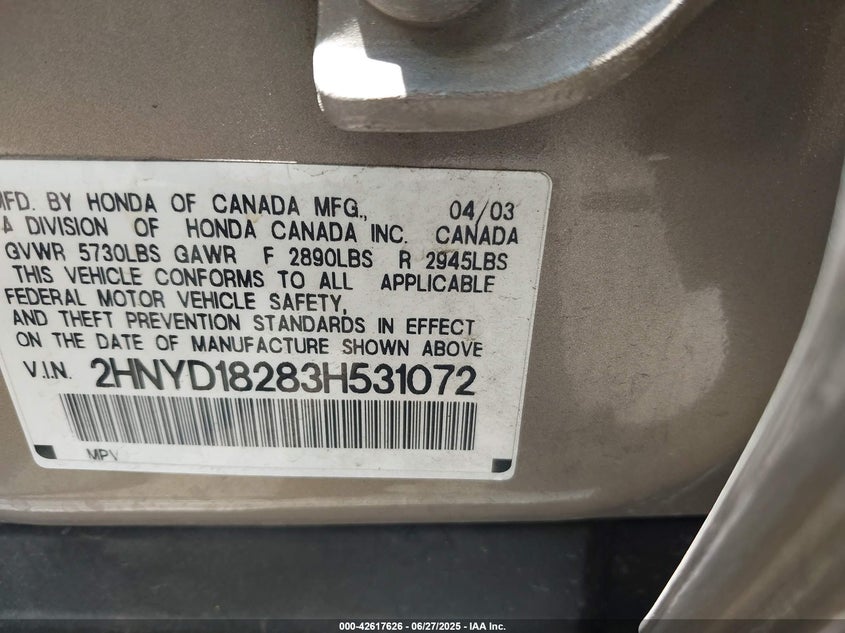 MFD. BY HONDA OF CANADA MFG., 04/03
A DIVISION OF HONDA CANADA INC. CANADA
GVWR 5730LBS GAWR F 2890LBS R 2945LBS
THIS VEHICLE CONFORMS TO ALL APPLICABLE
FEDERAL MOTOR VEHICLE SAFETY,
AND THEFT PREVENTION STANDARDS IN EFFECT
ON THE DATE OF MANUFACTURE SHOWN ABOVE
V.I.N. 2HNYD18283H531072
MPV
000-42617626 - 06/27/2025 - IAA Inc.